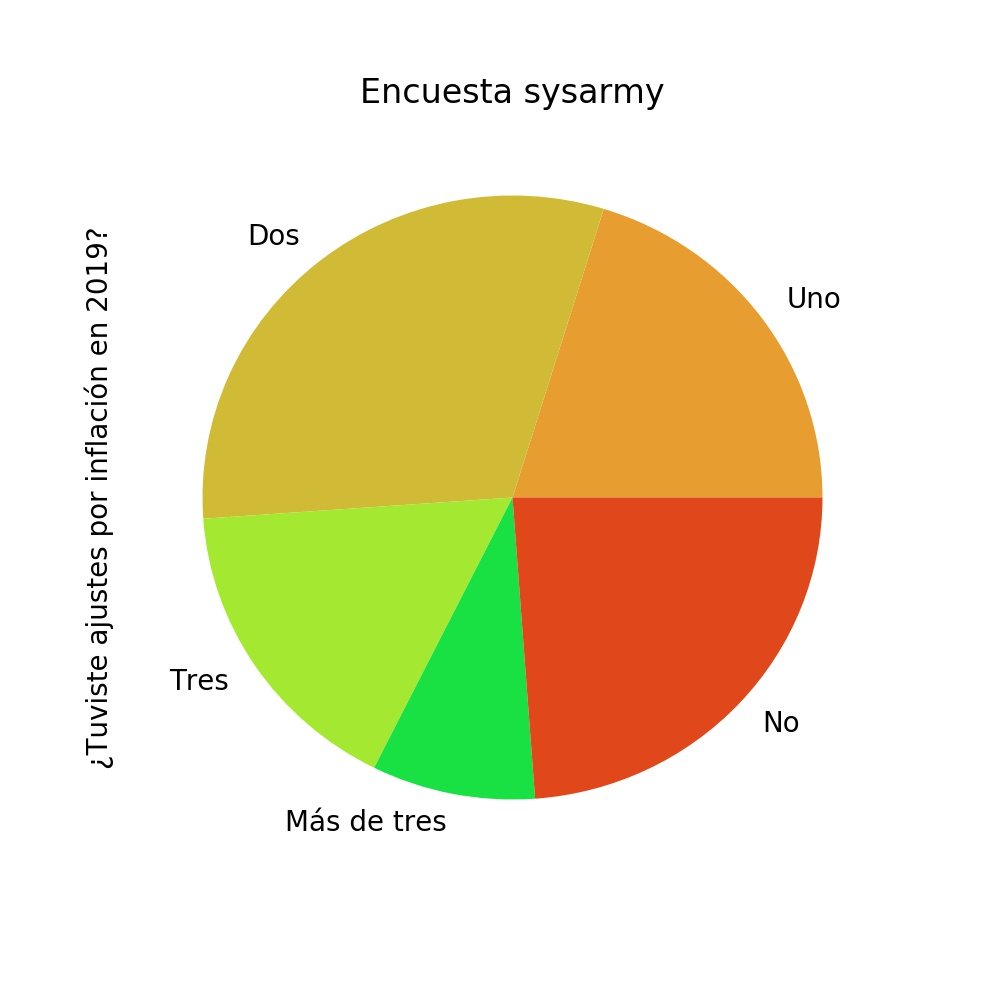 Encuesta sysarmy
¿Tuviste ajustes por inflación en 2019?
Dos
Uno
Tres
No
Más de tres